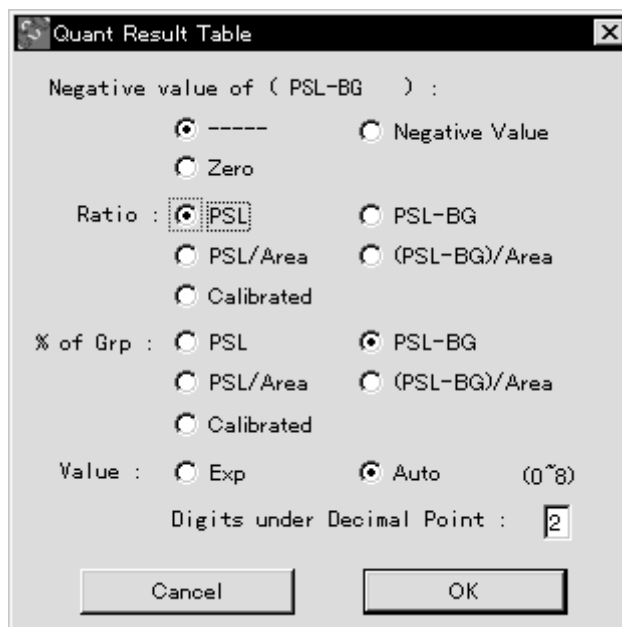 Quant Result Table
Negative value of ( PSL-BG ) :
----- Negative Value
Zero
Ratio : PSL PSL-BG
PSL/Area (PSL-BG)/Area
Calibrated
% of Grp : PSL PSL-BG
PSL/Area (PSL-BG)/Area
Calibrated
Value : Exp Auto (0~8)
Digits under Decimal Point : 2
Cancel OK